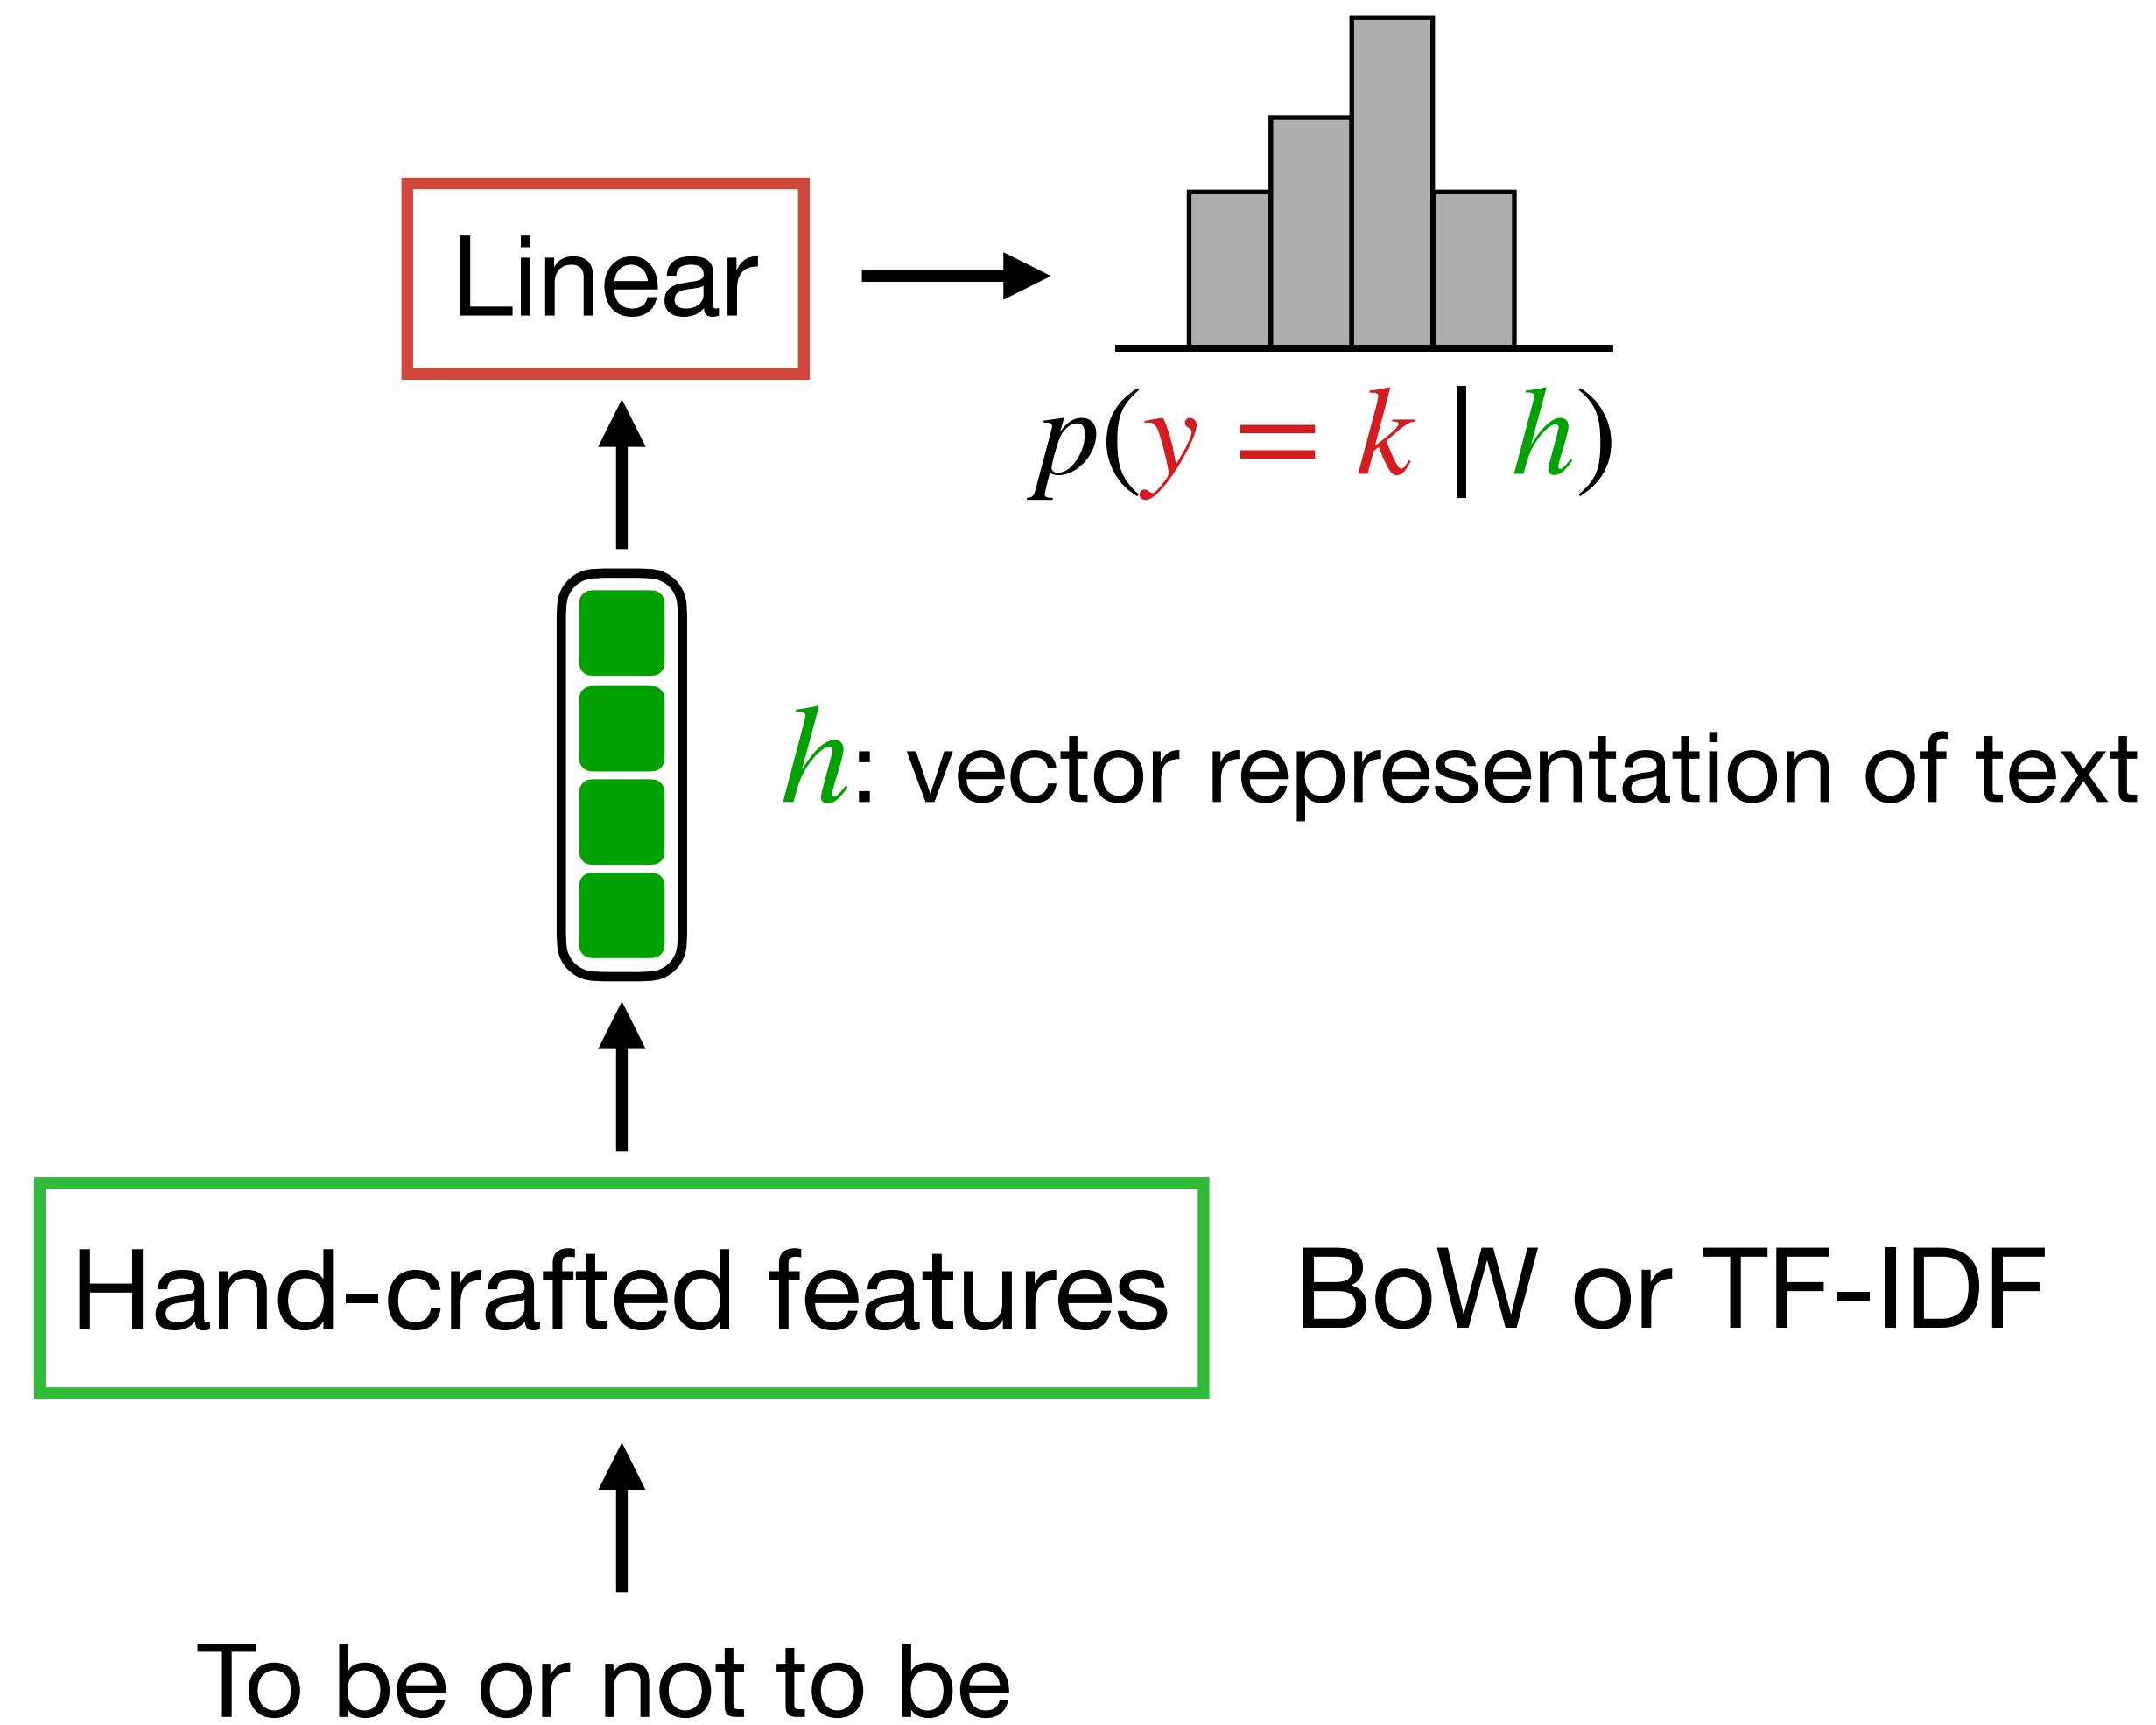 Linear
p(y = k | h)
h: vector representation of text
Hand-crafted features
BoW or TF-IDF
To be or not to be